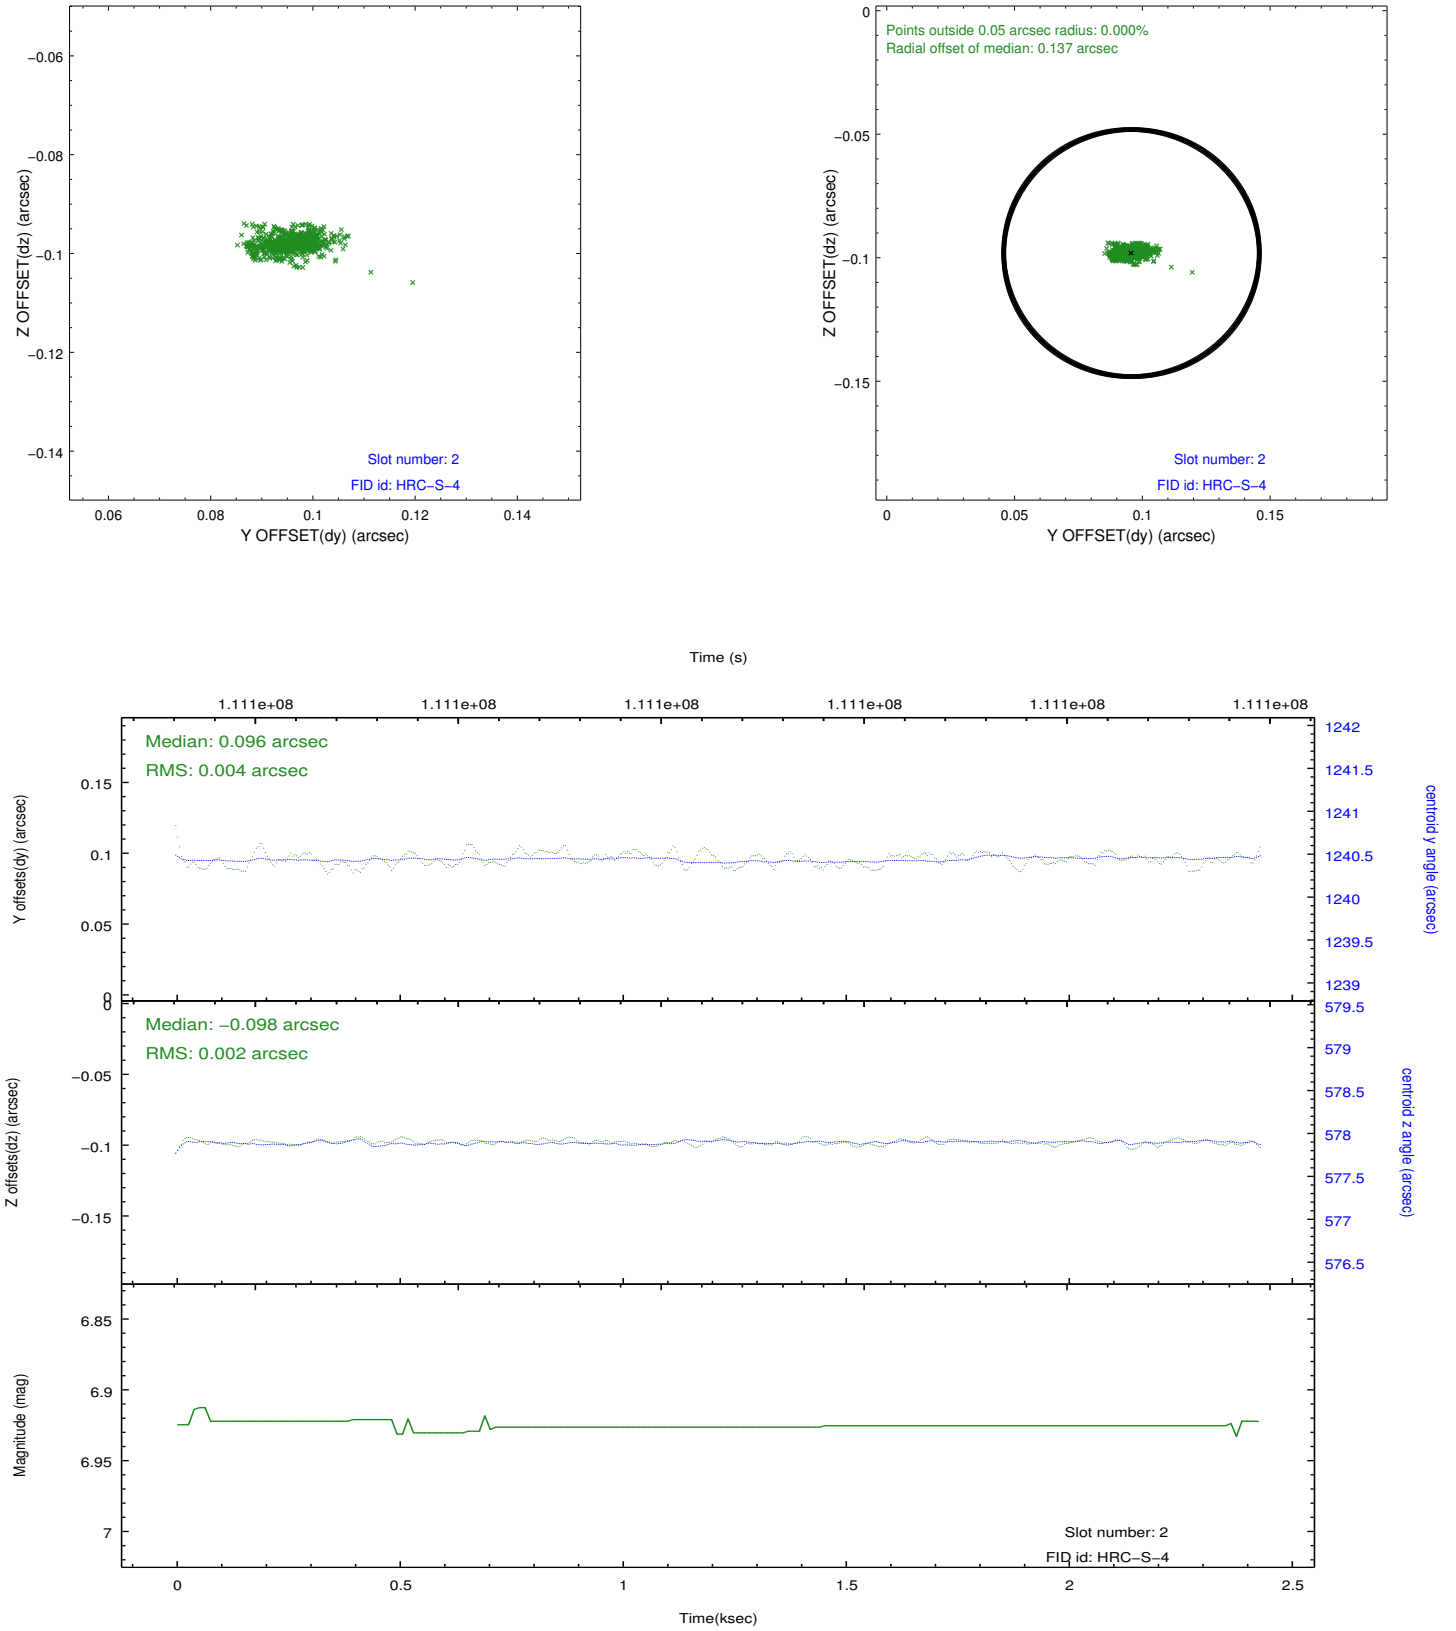 −0.06
−0.08
−0.1
−0.12
−0.14
Z OFFSET(dz) (arcsec)
Slot number: 2
FID id: HRC−S−4
0.06 0.08 0.1 0.12 0.14
Y OFFSET(dy) (arcsec)
0
−0.05
−0.1
−0.15
Z OFFSET(dz) (arcsec)
Points outside 0.05 arcsec radius: 0.000%
Radial offset of median: 0.137 arcsec
Slot number: 2
FID id: HRC−S−4
0 0.05 0.1 0.15
Y OFFSET(dy) (arcsec)
Time (s)
1.111e+08 1.111e+08 1.111e+08 1.111e+08 1.111e+08 1.111e+08
Median: 0.096 arcsec
RMS: 0.004 arcsec
0.15
0.1
0.05
0
Y offsets(dy) (arcsec)
1242
1241.5
1241
1240.5
1240
1239.5
1239
centroid y angle (arcsec)
Median: −0.098 arcsec
RMS: 0.002 arcsec
0
−0.05
−0.1
−0.15
Z offsets(dz) (arcsec)
579.5
579
578.5
578
577.5
577
576.5
centroid z angle (arcsec)
6.85
6.9
6.95
7
Magnitude (mag)
Slot number: 2
FID id: HRC−S−4
0 0.5 1 1.5 2 2.5
Time(ksec)